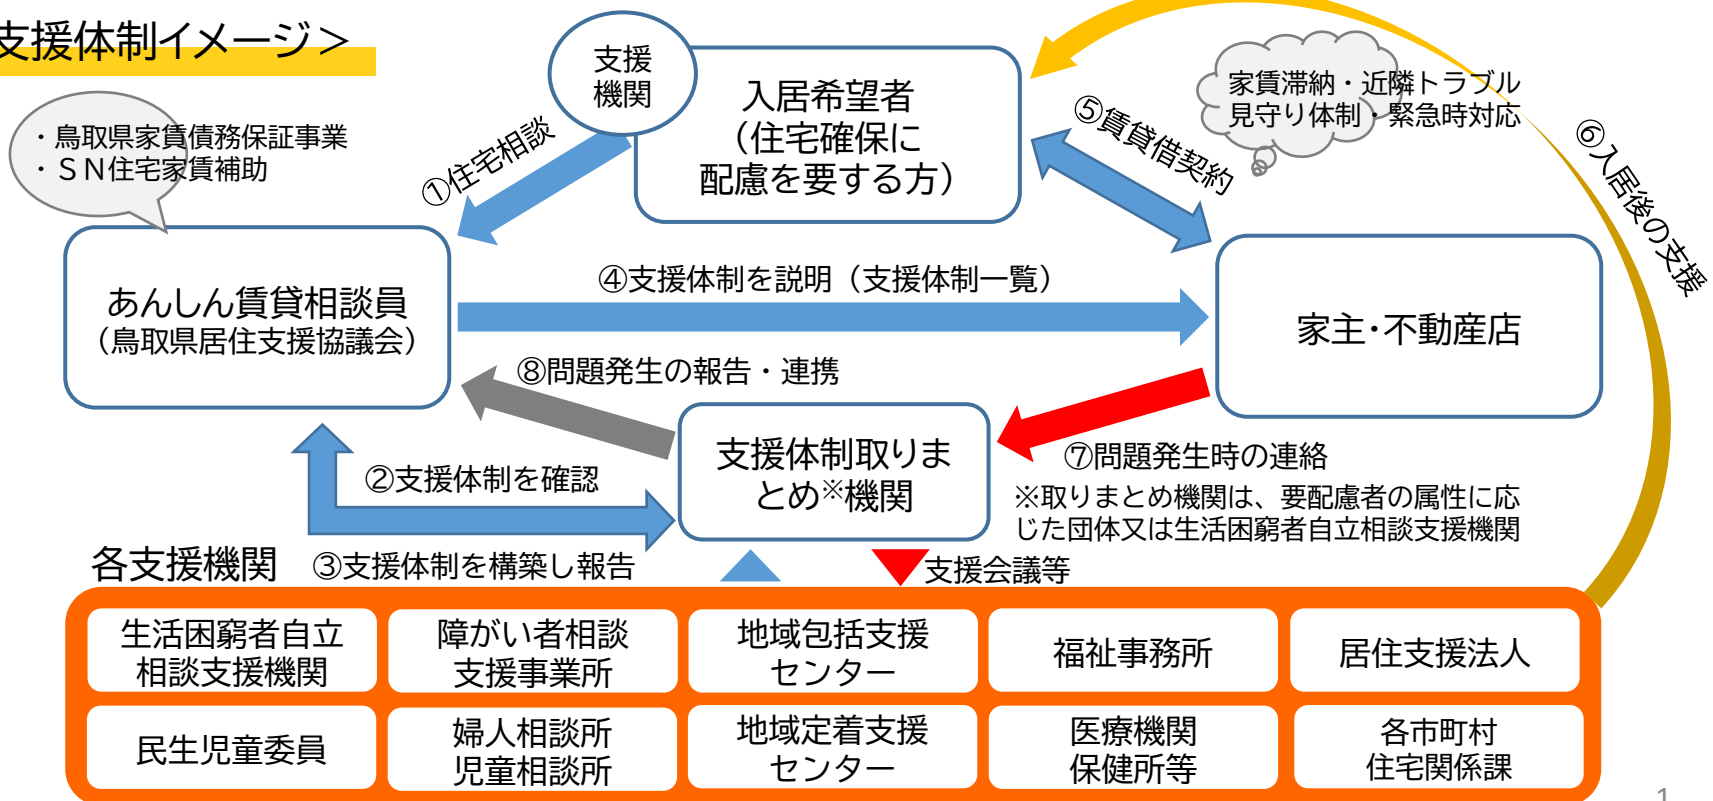 支援体制イメージ＞
支援
機関
入居希望者
（住宅確保に
配慮を要する方）
家賃滞納・近隣トラブル
見守り体制・緊急時対応
・鳥取県家賃債務保証事業
・ＳＮ住宅家賃補助
①住宅相談
⑤賃貸借契約
⑥入居後の支援
あんしん賃貸相談員
（鳥取県居住支援協議会）
④支援体制を説明（支援体制一覧）
家主・不動産店
⑧問題発生の報告・連携
支援体制取りま
とめ※機関
⑦問題発生時の連絡
※取りまとめ機関は、要配慮者の属性に応
じた団体又は生活困窮者自立相談支援機関
②支援体制を確認
③支援体制を構築し報告
各支援機関
支援会議等
生活困窮者自立
相談支援機関
障がい者相談
支援事業所
地域包括支援
センター
福祉事務所
居住支援法人
民生児童委員
婦人相談所
児童相談所
地域定着支援
センター
医療機関
保健所等
各市町村
住宅関係課
1